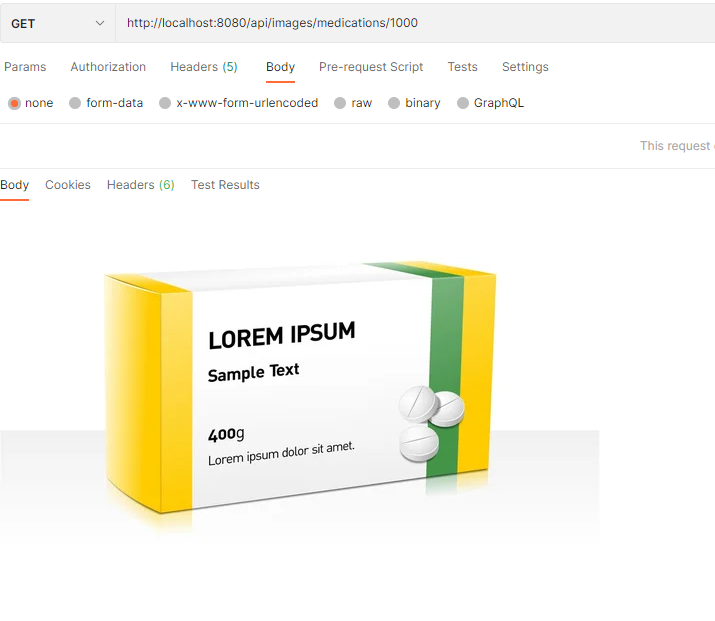 GET http://localhost:8080/api/images/medications/1000
Params Authorization Headers (5) Body Pre-request Script Tests Settings
none form-data x-www-form-urlencoded raw binary GraphQL
This request
Body Cookies Headers (6) Test Results
LOREM IPSUM
Sample Text
400g
Lorem ipsum dolor sit amet.